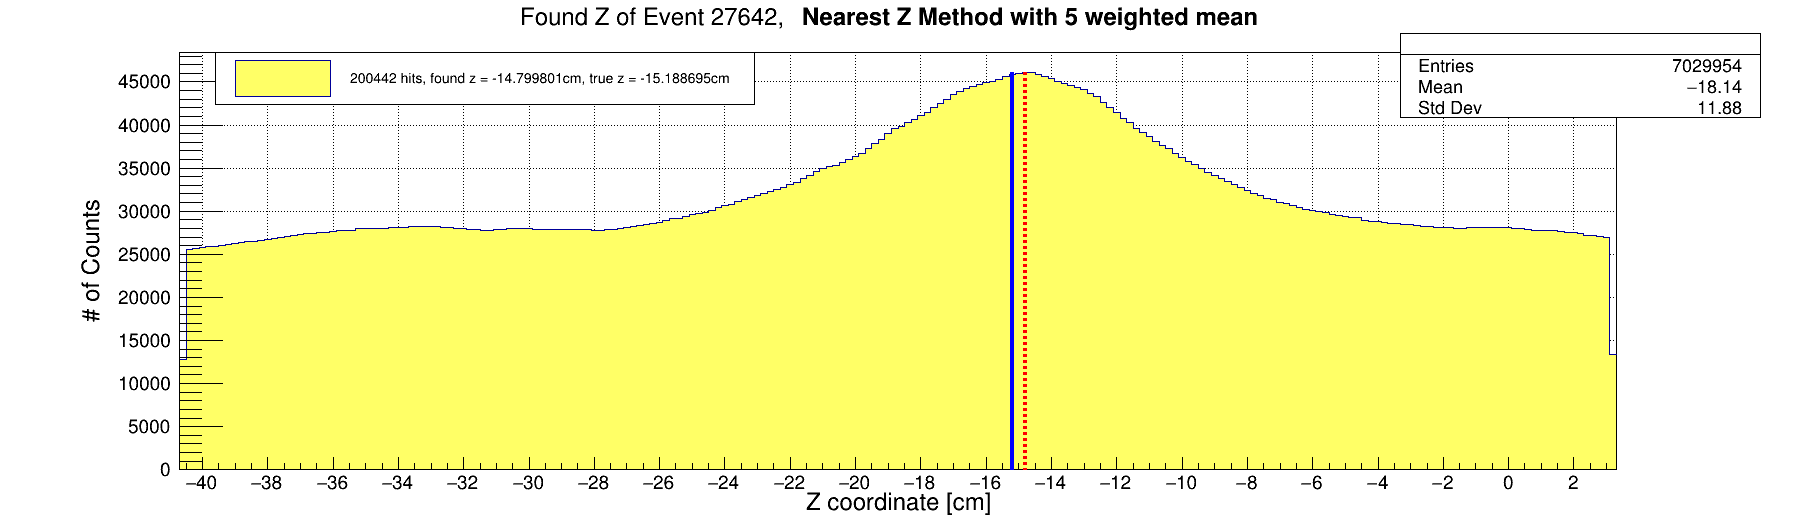 Found Z of Event 27642, Nearest Z Method with 5 weighted mean
200442 hits, found z = -14.799801cm, true z = -15.188695cm
Entries 7029954
Mean −18.14
Std Dev 11.88
# of Counts
45000
40000
35000
30000
25000
20000
15000
10000
5000
0
−40 −38 −36 −34 −32 −30 −28 −26 −24 −22 −20 −18 −16 −14 −12 −10 −8 −6 −4 −2 0 2
Z coordinate [cm]